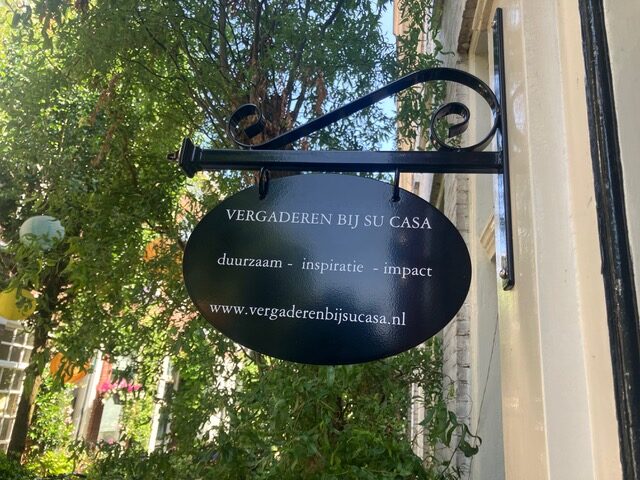 VERGADEREN BIJ SU CASA
duurzaam - inspiratie - impact
www.vergaderenbijsucasa.nl